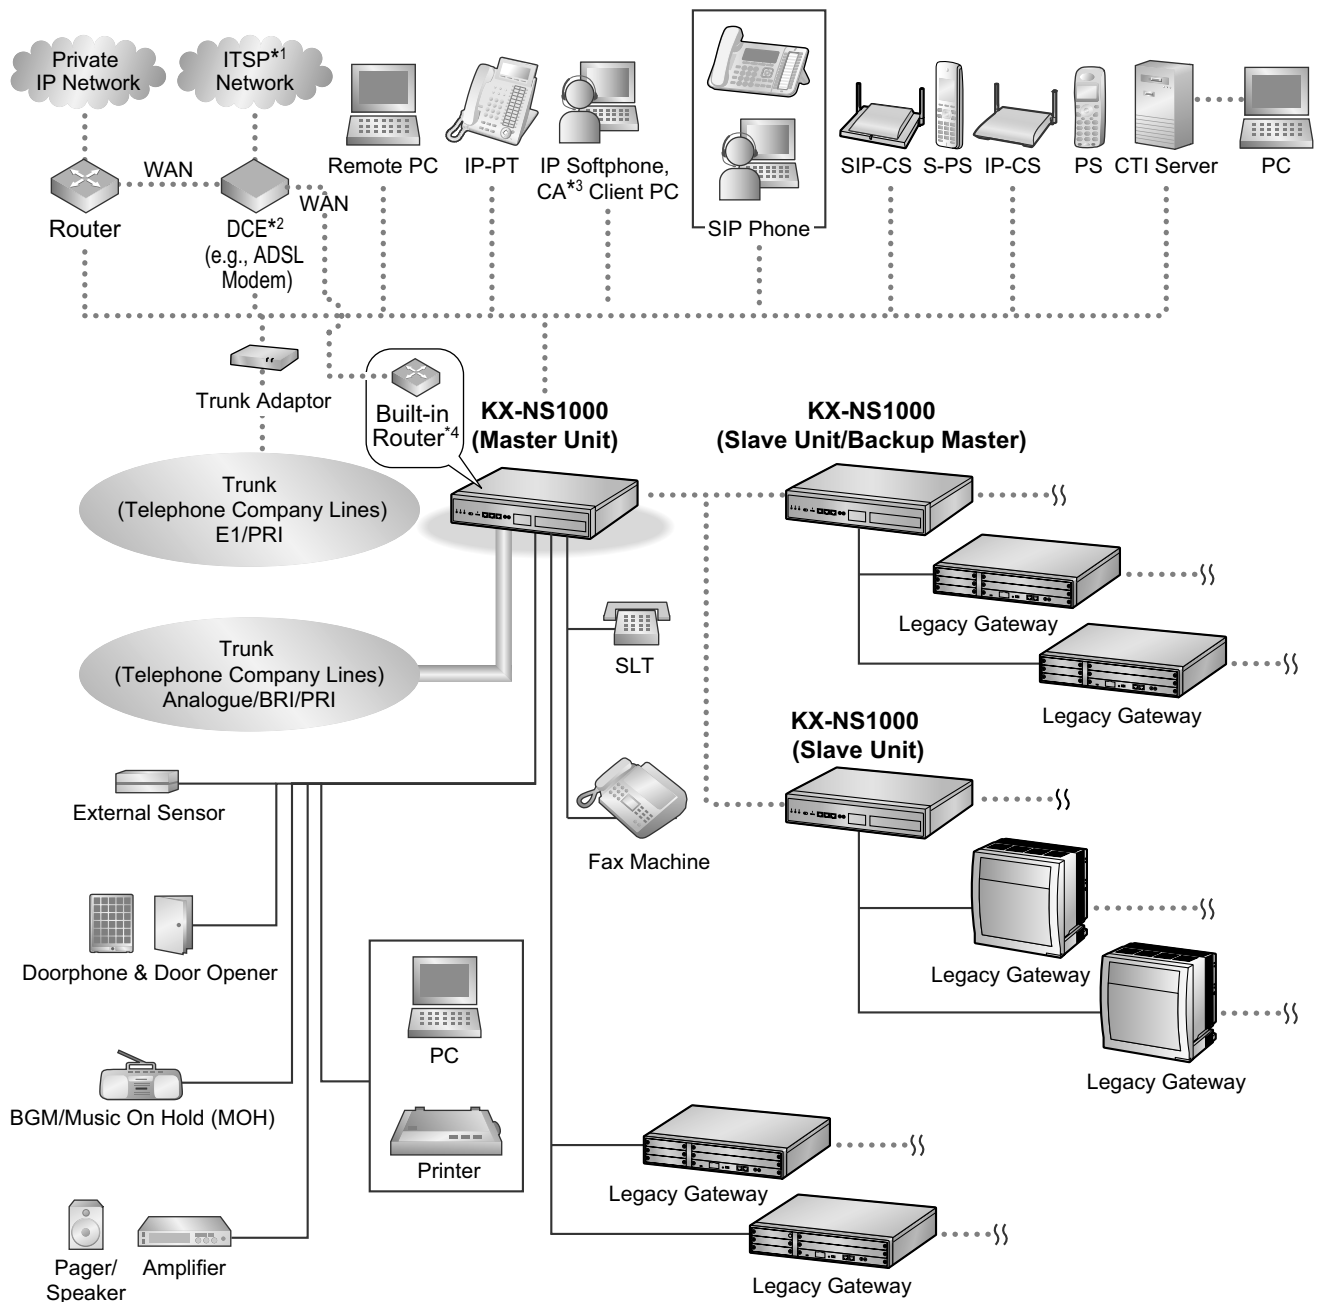 Private
IP Network
ITSP*1
Network
Remote PC
IP-PT
IP Softphone,
CA*3 Client PC
SIP Phone
SIP-CS
S-PS
IP-CS
PS
CTI Server
PC
WAN
WAN
Router
DCE*2
(e.g., ADSL
Modem)
Trunk Adaptor
Built-in
Router*4
KX-NS1000
(Master Unit)
KX-NS1000
(Slave Unit/Backup Master)
Trunk
(Telephone Company Lines)
E1/PRI
Legacy Gateway
SLT
Trunk
(Telephone Company Lines)
Analogue/BRI/PRI
Legacy Gateway
KX-NS1000
(Slave Unit)
External Sensor
Fax Machine
Doorphone & Door Opener
Legacy Gateway
PC
Legacy Gateway
BGM/Music On Hold (MOH)
Printer
Legacy Gateway
Pager/
Speaker
Amplifier
Legacy Gateway